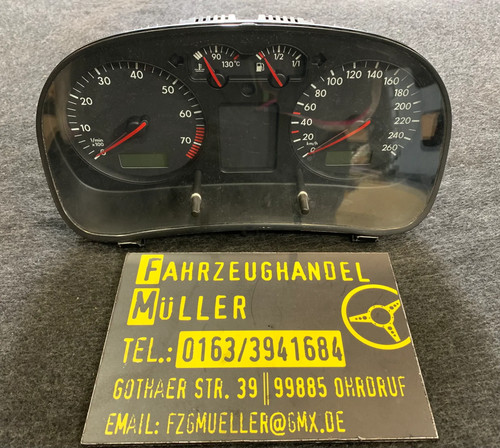 90
130°C
1/2
1/1
10
20
30
40
50
60
70
1/min
x100
0
0
20
40
60
80
100
120
140
160
180
200
220
240
260
km/h
FAHRZEUGHANDEL
MÜLLER
TEL.: 0163/3941684
GOTHAER STR. 39 || 99885 OHRDRUF
EMAIL: FZGMUELLER@GMX.DE